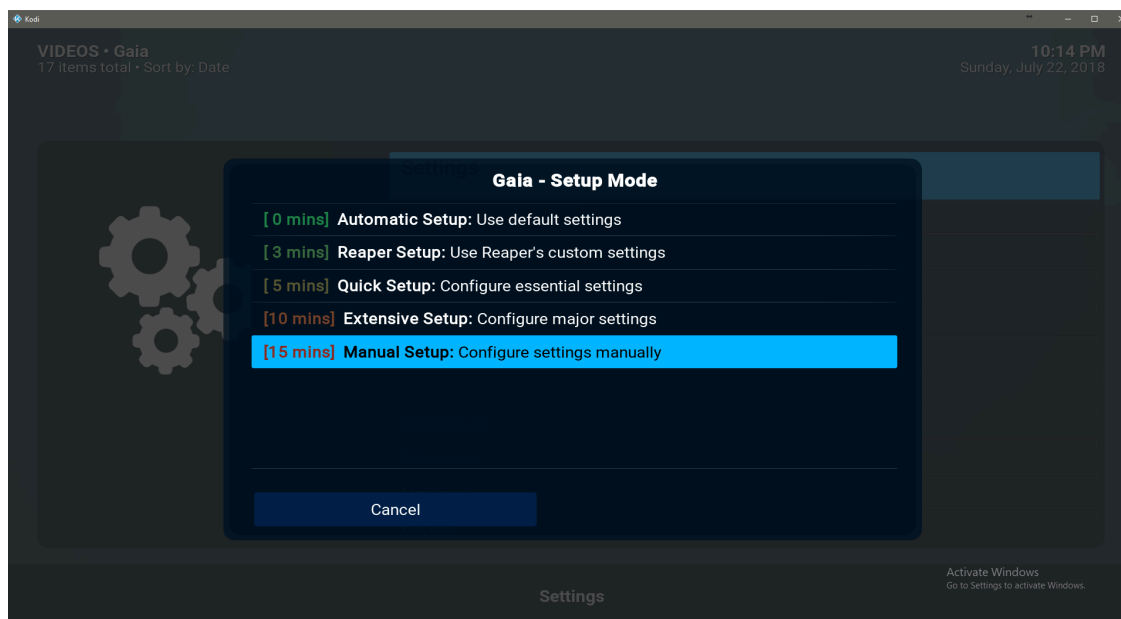 Kodi
VIDEOS • Gaia
17 items total • Sort by: Date
10:14 PM
Sunday, July 22, 2018
Settings
Gaia - Setup Mode
[ 0 mins] Automatic Setup: Use default settings
[ 3 mins] Reaper Setup: Use Reaper's custom settings
[ 5 mins] Quick Setup: Configure essential settings
[10 mins] Extensive Setup: Configure major settings
[15 mins] Manual Setup: Configure settings manually
Cancel
Activate Windows
Go to Settings to activate Windows.
Settings